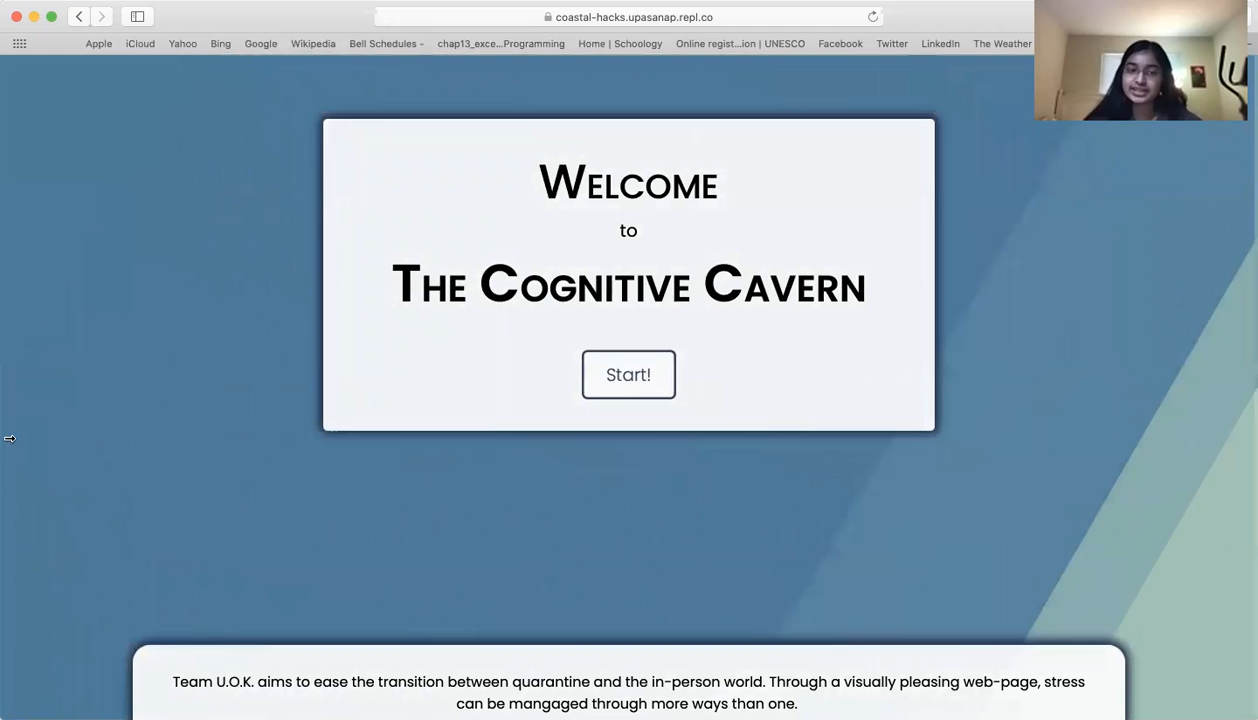 coastal-hacks.upasanap.repl.co
Apple iCloud Yahoo Bing Google Wikipedia Bell Schedules chap13_exce...Programming Home | Schoology Online regist...ion | UNESCO Facebook Twitter LinkedIn The Weather
Welcome
to
The Cognitive Cavern
Start!
Team U.O.K. aims to ease the transition between quarantine and the in-person world. Through a visually pleasing web-page, stress
can be mangaged through more ways than one.